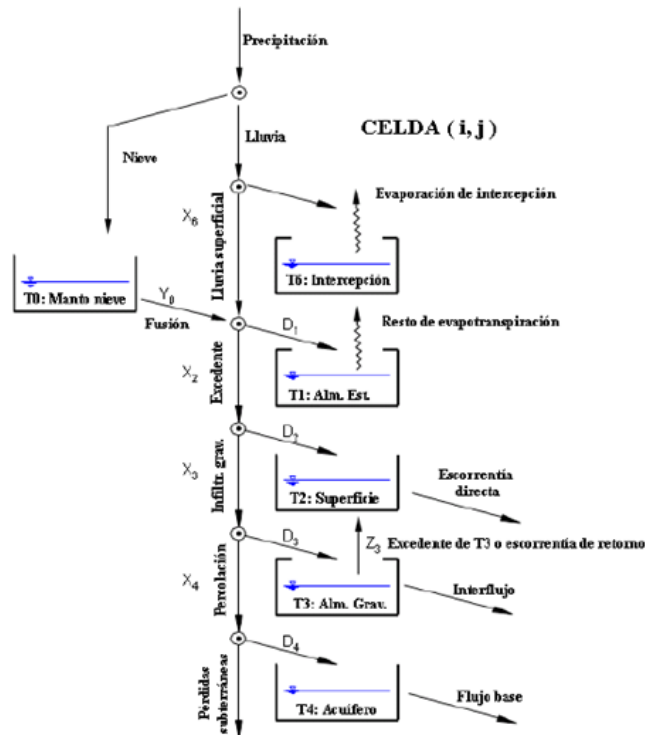 Precipitación
CELDA ( i, j )
Lluvia
Nieve
Evaporación de intercepción
X6
Lluvia superficial
T6: Intercepción
T0: Manto nieve
Y0
Fusión
D1
Resto de evapotranspiración
X2
Excedente
T1: Alm. Est.
D2
X3
Infiltr. grav.
T2: Superficie
Escorrentía
directa
D3
Z3
Excedente de T3 o escorrentía de retorno
X4
Percolación
T3: Alm. Grav.
Interflujo
D4
Pérdidas
subterráneas
T4: Acuífero
Flujo base